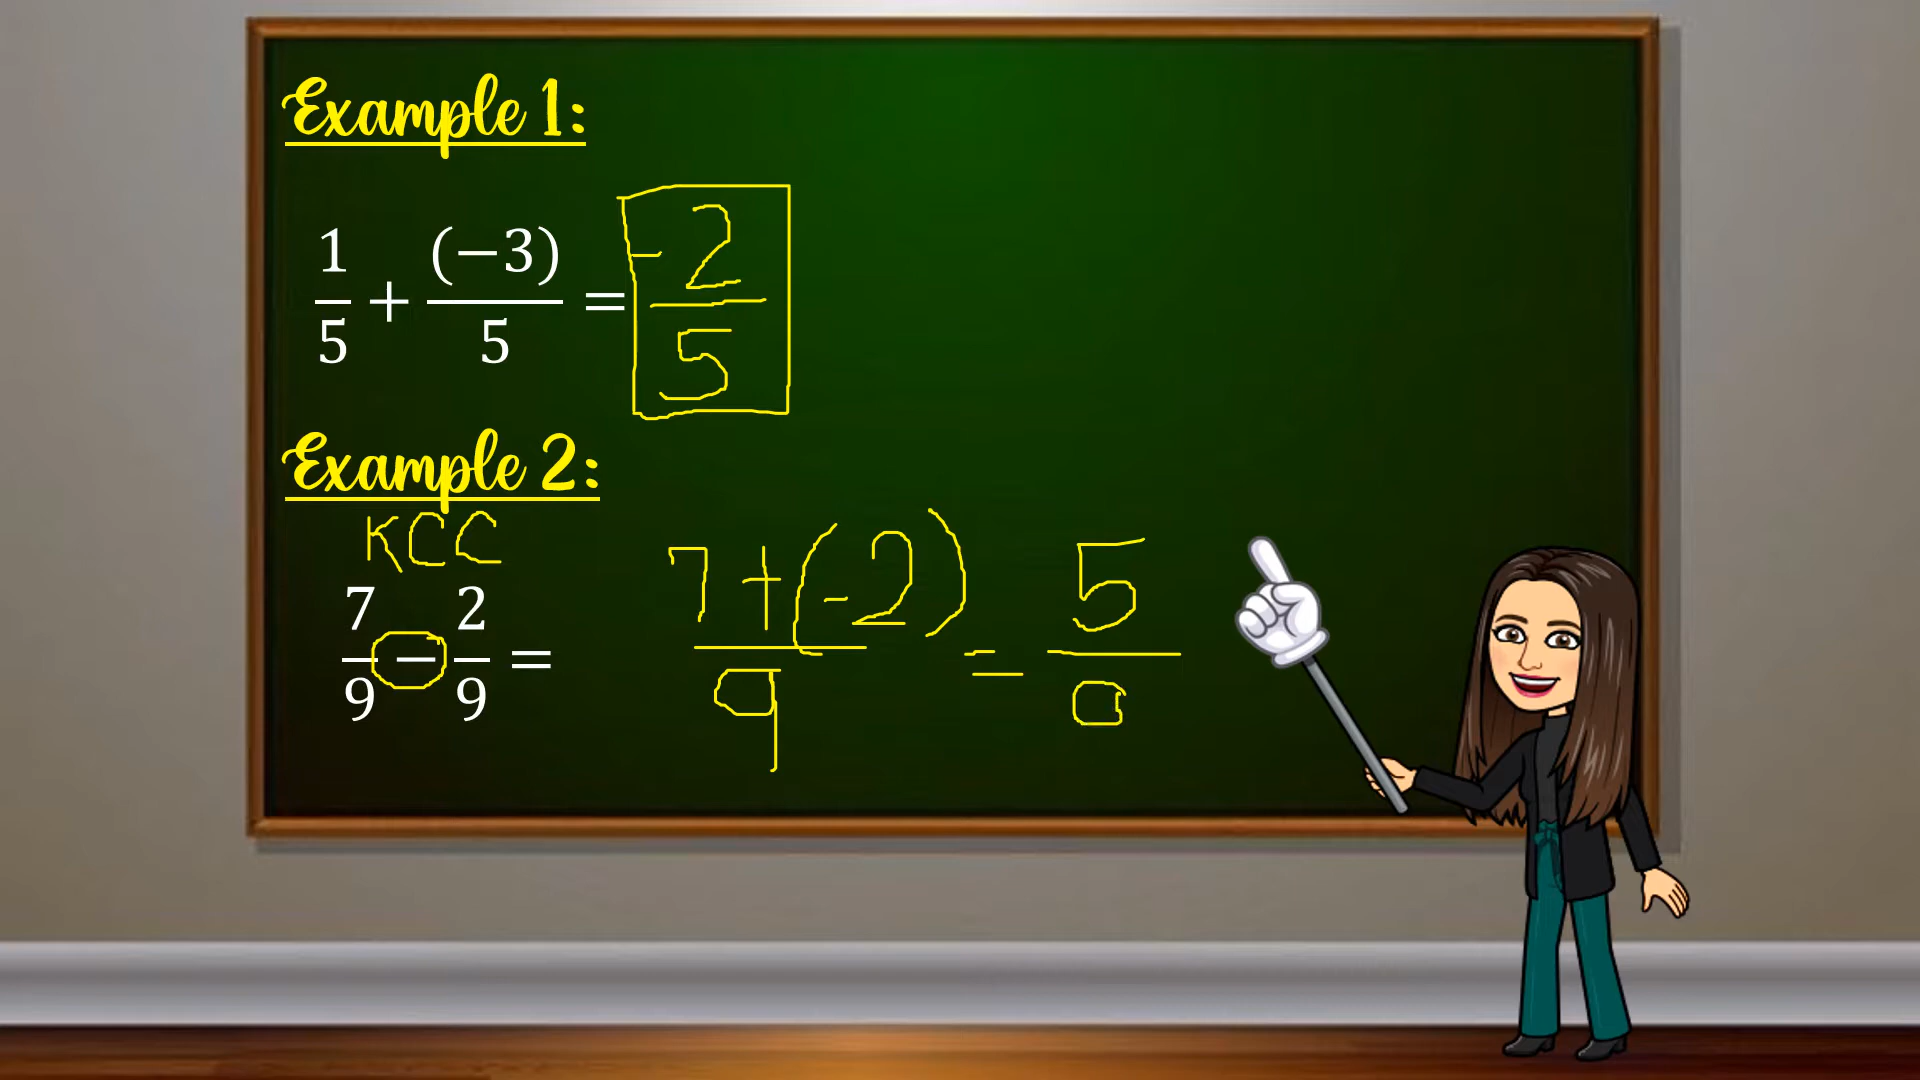 Example 1:
1/5 + (−3)/5 = -2/5
Example 2:
KCC
7/9 − 2/9 =
7+(-2)/9 = 5/